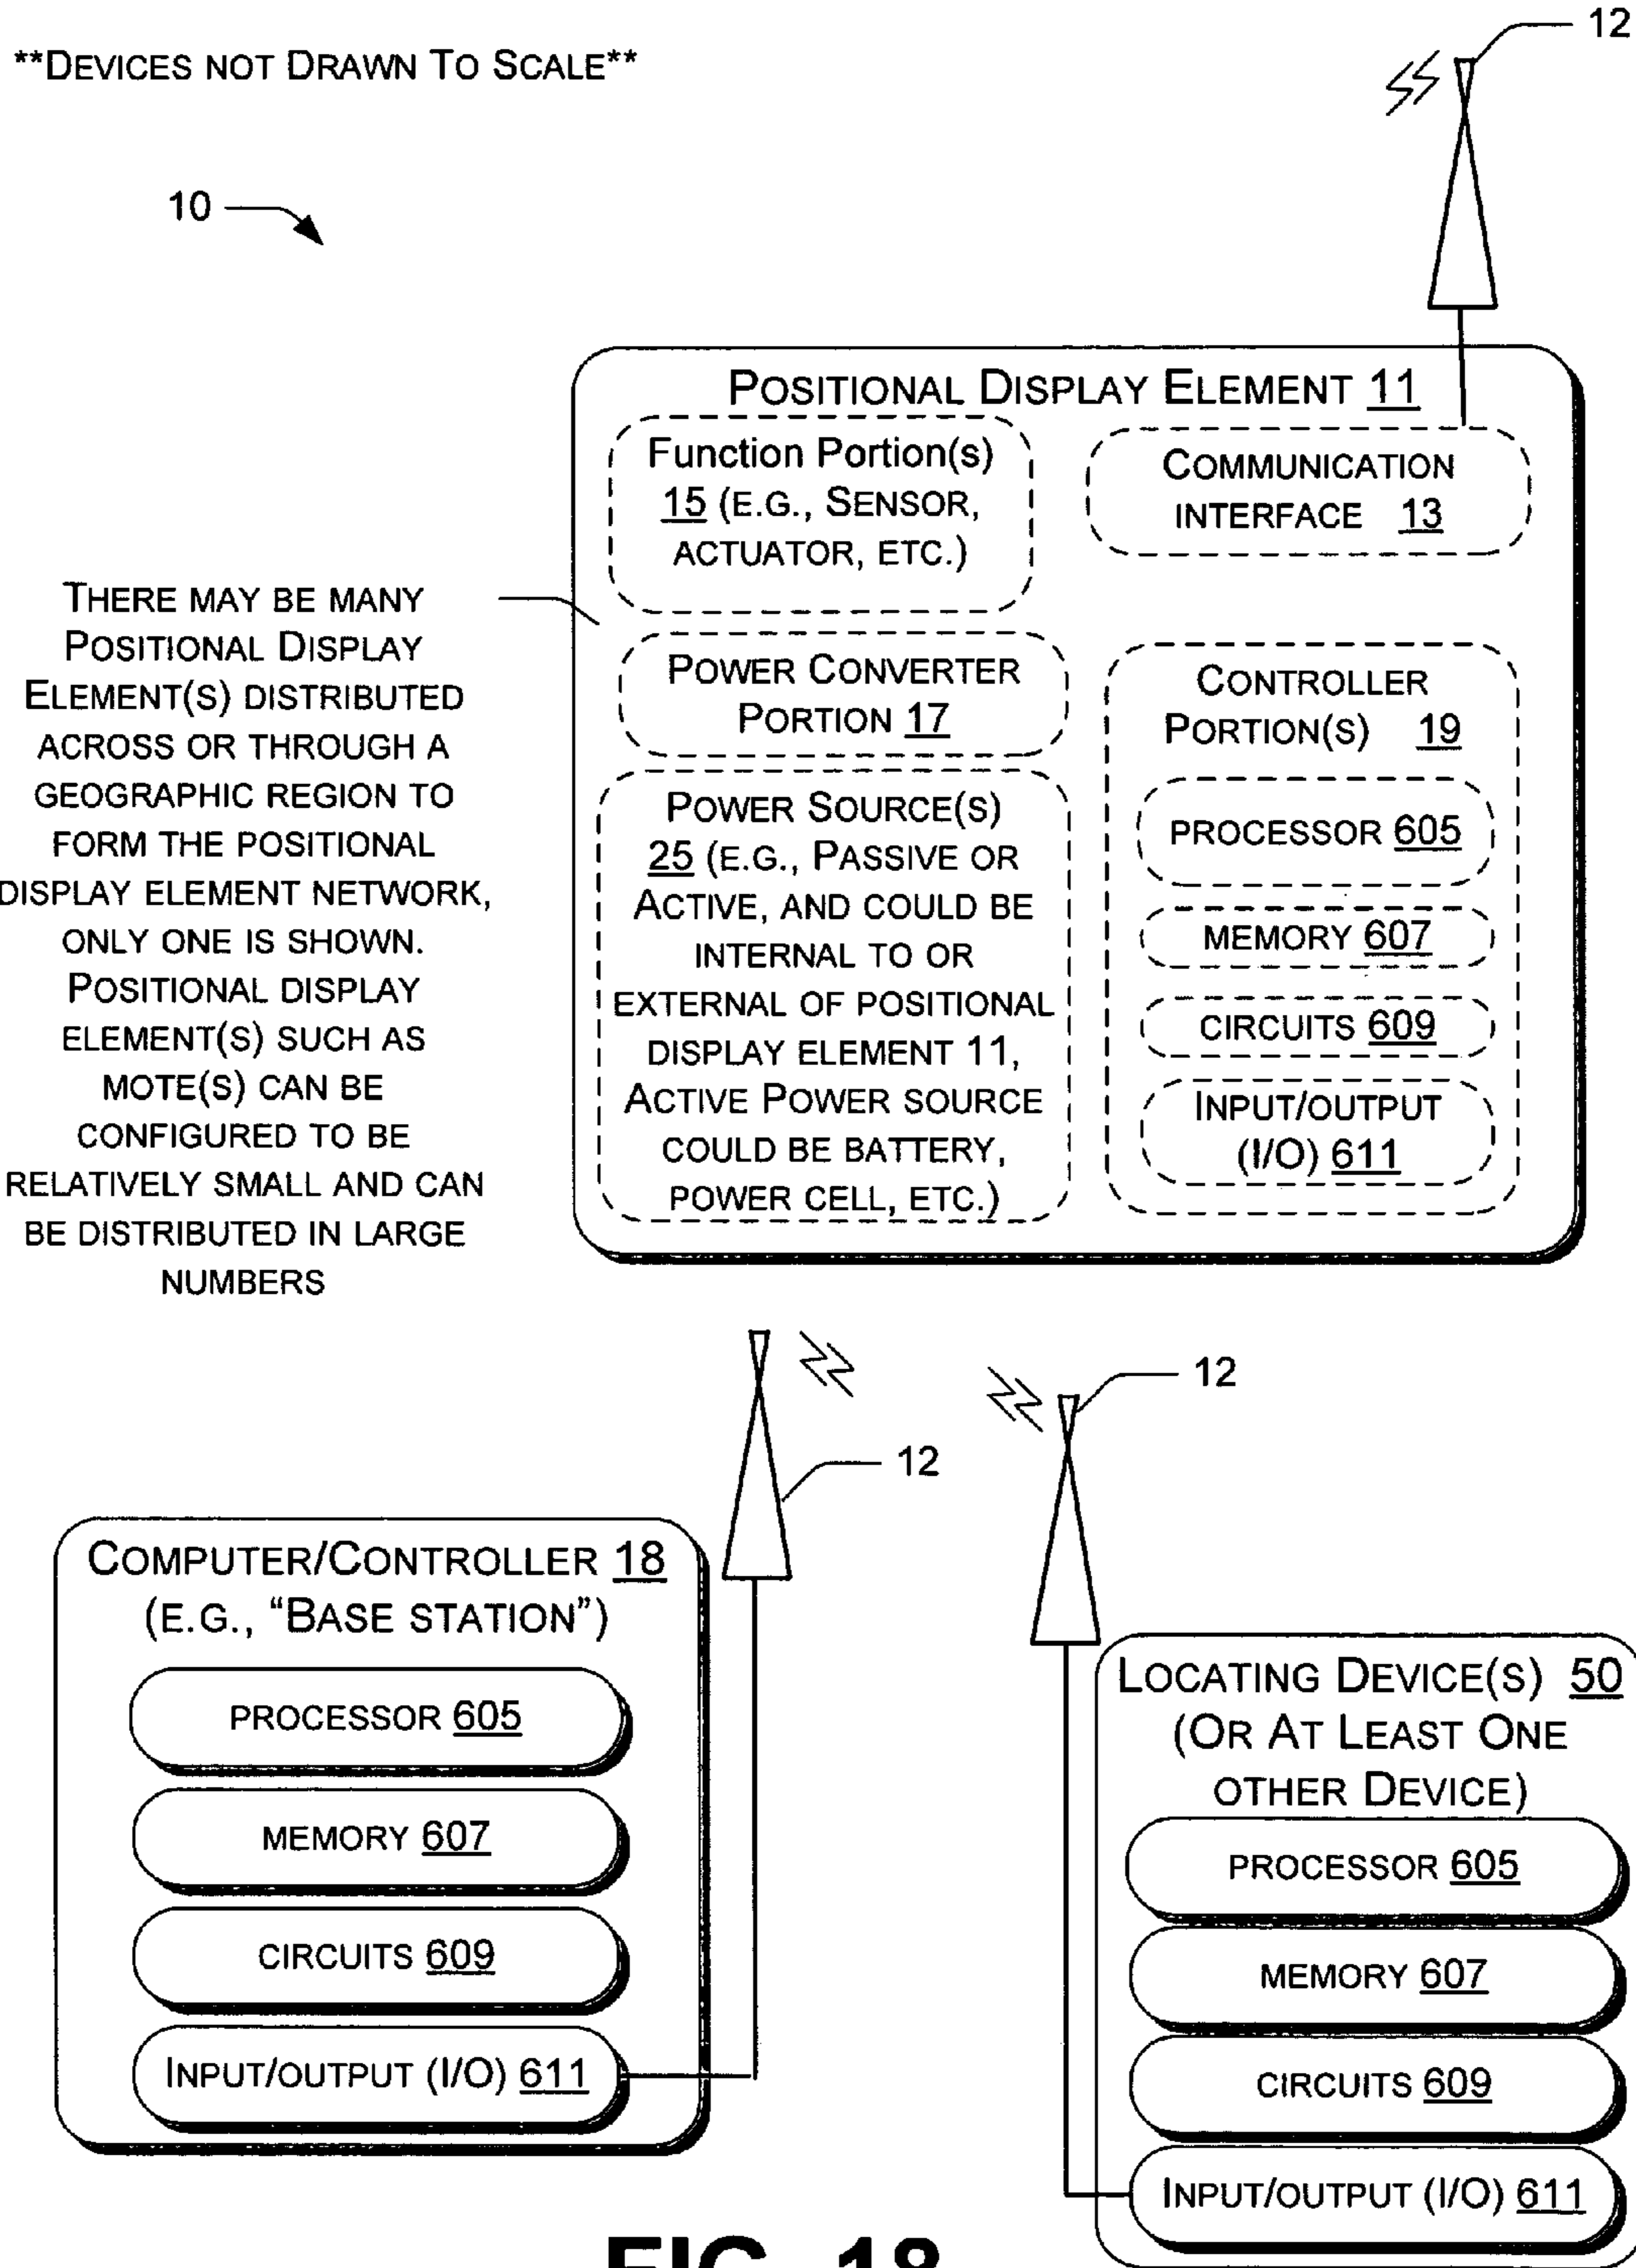 **DEVICES NOT DRAWN TO SCALE**
12
10
POSITIONAL DISPLAY ELEMENT 11
Function Portion(s)
15 (E.G., SENSOR,
ACTUATOR, ETC.)
COMMUNICATION
INTERFACE 13
THERE MAY BE MANY
POSITIONAL DISPLAY
ELEMENT(S) DISTRIBUTED
ACROSS OR THROUGH A
GEOGRAPHIC REGION TO
FORM THE POSITIONAL
DISPLAY ELEMENT NETWORK,
ONLY ONE IS SHOWN.
POSITIONAL DISPLAY
ELEMENT(S) SUCH AS
MOTE(S) CAN BE
CONFIGURED TO BE
RELATIVELY SMALL AND CAN
BE DISTRIBUTED IN LARGE
NUMBERS
POWER CONVERTER
PORTION 17
POWER SOURCE(S)
25 (E.G., PASSIVE OR
ACTIVE, AND COULD BE
INTERNAL TO OR
EXTERNAL OF POSITIONAL
DISPLAY ELEMENT 11,
ACTIVE POWER SOURCE
COULD BE BATTERY,
POWER CELL, ETC.)
CONTROLLER
PORTION(S) 19
PROCESSOR 605
MEMORY 607
CIRCUITS 609
INPUT/OUTPUT
(I/O) 611
12
12
COMPUTER/CONTROLLER 18
(E.G., “BASE STATION”)
PROCESSOR 605
MEMORY 607
CIRCUITS 609
INPUT/OUTPUT (I/O) 611
LOCATING DEVICE(S) 50
(OR AT LEAST ONE
OTHER DEVICE)
PROCESSOR 605
MEMORY 607
CIRCUITS 609
INPUT/OUTPUT (I/O) 611
FIG. 18